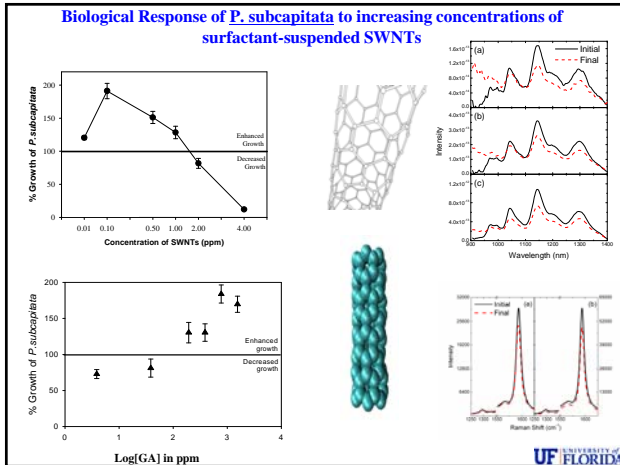 Biological Response of P. subcapitata to increasing concentrations of
surfactant-suspended SWNTs
% Growth of P.subcapitata
200
150
100
50
0
Enhanced
Growth
Decreased
Growth
0.01 0.10 0.50 1.00 2.00 4.00
Concentration of SWNTs (ppm)
% Growth of P.subcapitata
200
150
100
50
0
Enhanced
growth
Decreased
growth
0 1 2 3 4
Log[GA] in ppm
(a)
Initial
Final
(b)
(c)
Intensity
900 1000 1100 1200 1300 1400
Wavelength (nm)
(a)
Initial
Final
(b)
Intensity
Raman Shift (cm⁻¹)
UF UNIVERSITY of
FLORIDA